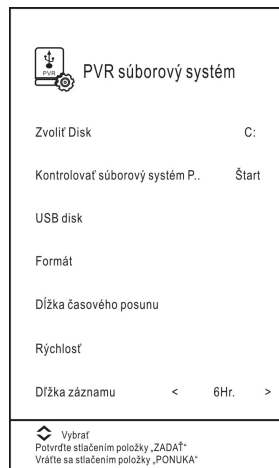 PVR
PVR súborový systém
Zvoliť Disk C:
Kontrolovať súborový systém P.. Štart
USB disk
Formát
Dĺžka časového posunu
Rýchlosť
Dľžka záznamu < 6Hr. >
Vybrať
Potvrďte stlačením položky „ZADAŤ“
Vráťte sa stlačením položky „PONUKA“